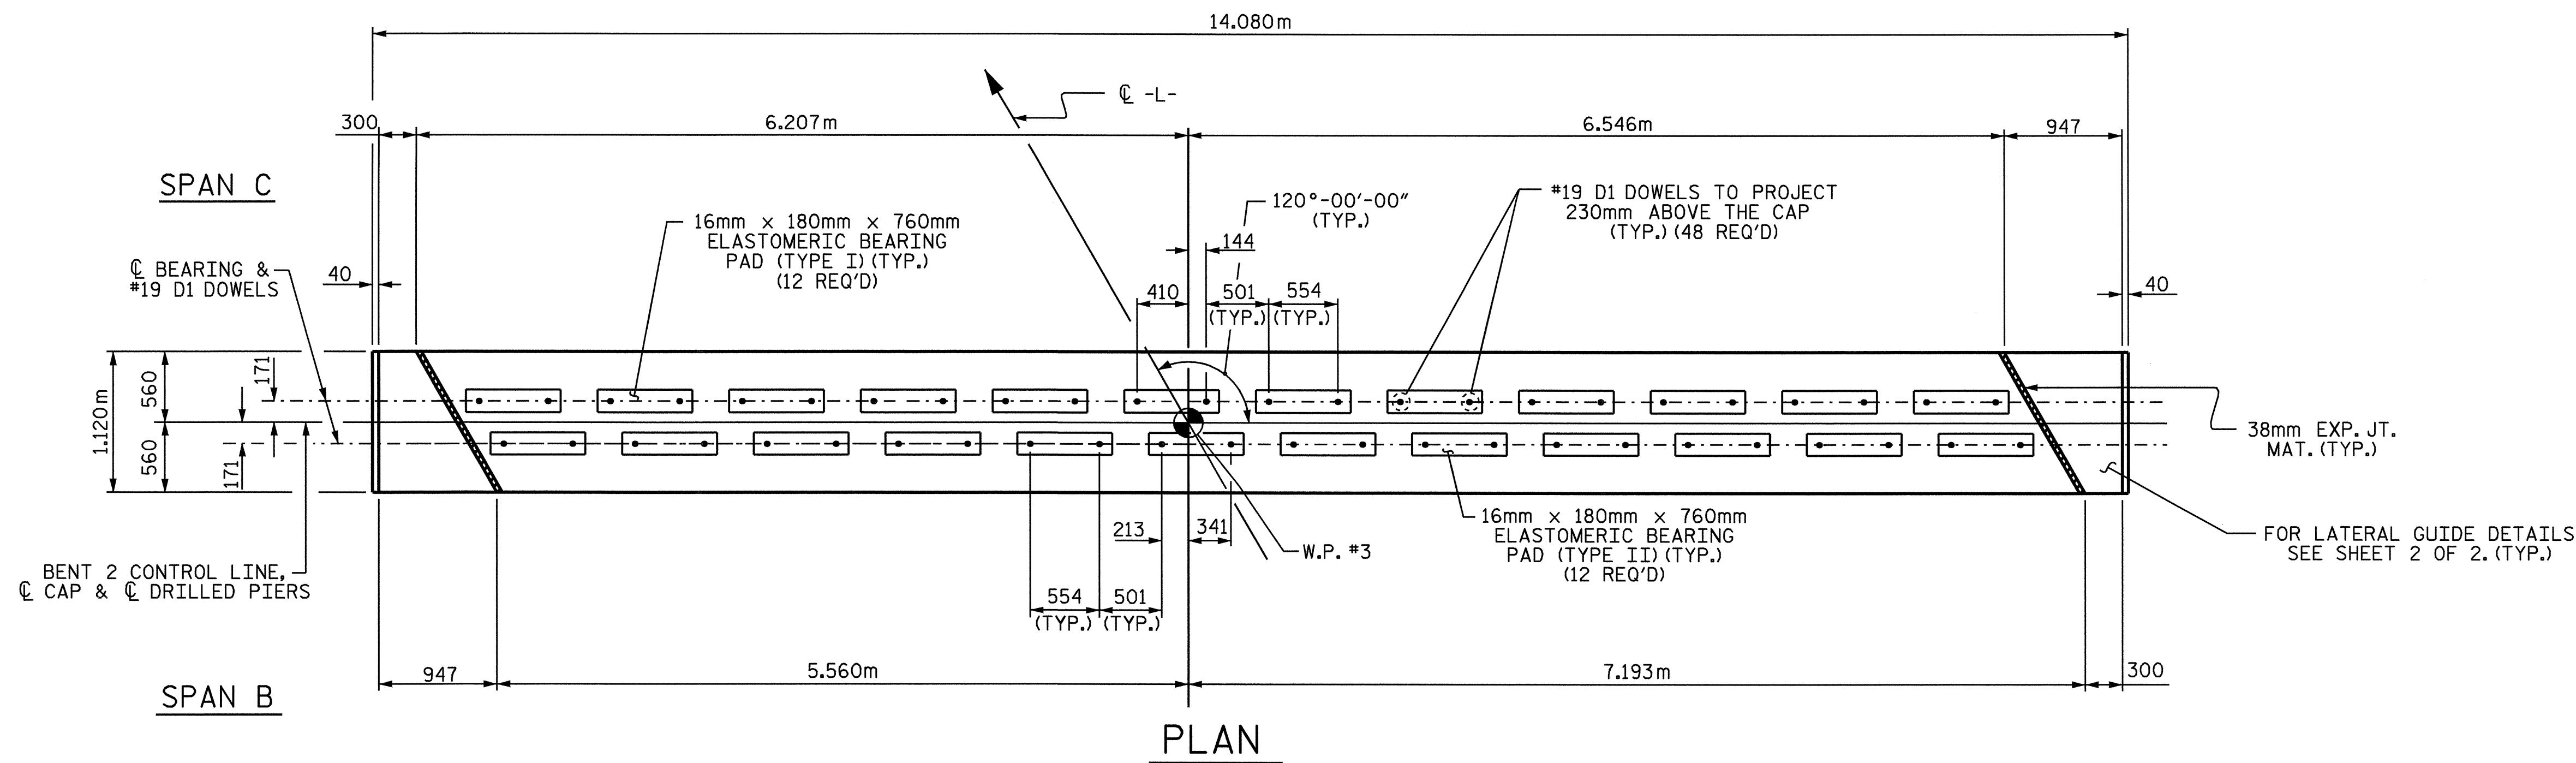 14.080m
℄ -L-
300
6.207m
6.546m
947
SPAN C
16mm x 180mm x 760mm
ELASTOMERIC BEARING
PAD (TYPE I) (TYP.)
(12 REQ'D)
120°-00'-00"
(TYP.)
#19 D1 DOWELS TO PROJECT
230mm ABOVE THE CAP
(TYP.) (48 REQ'D)
144
℄ BEARING &
#19 D1 DOWELS
40
410
501
(TYP.)
554
(TYP.)
40
1.120m
560
560
171
171
38mm EXP. JT.
MAT. (TYP.)
213
341
W.P. #3
16mm x 180mm x 760mm
ELASTOMERIC BEARING
PAD (TYPE II) (TYP.)
(12 REQ'D)
FOR LATERAL GUIDE DETAILS
SEE SHEET 2 OF 2. (TYP.)
BENT 2 CONTROL LINE,
℄ CAP & ℄ DRILLED PIERS
554
(TYP.)
501
(TYP.)
947
5.560m
7.193m
300
SPAN B
PLAN